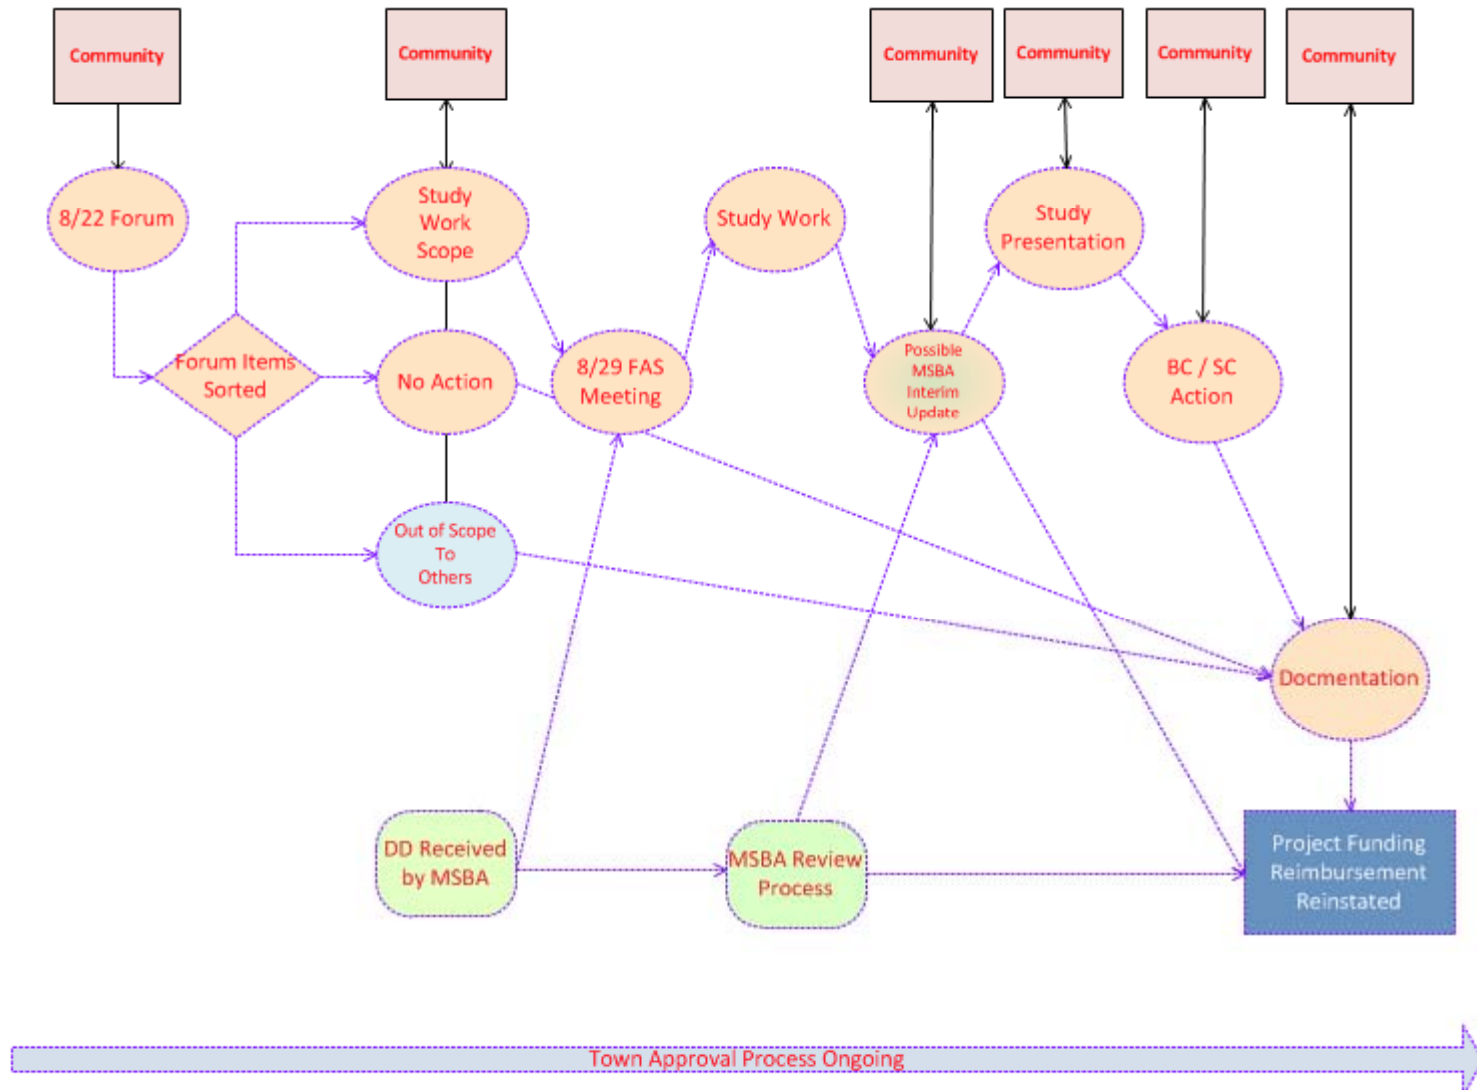 Community
Community
Community
Community
Community
Community
8/22 Forum
Study
Work
Scope
Study Work
Study
Presentation
Forum Items
Sorted
No Action
8/29 FAS
Meeting
Possible
MSBA
Interim
Update
BC / SC
Action
Out of Scope
To
Others
Docmentation
DD Received
by MSBA
MSBA Review
Process
Project Funding
Reimbursement
Reinstated
Town Approval Process Ongoing